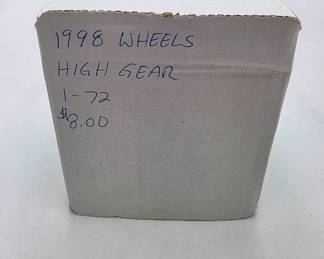 1998 WHEELS
HIGH GEAR
1-72
$8.00